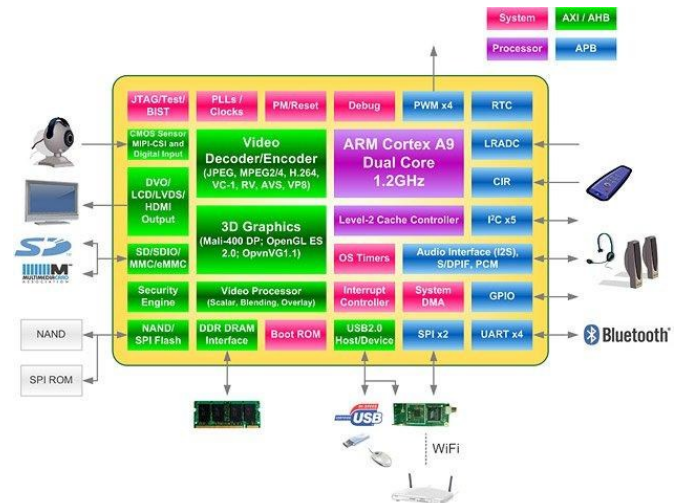 System
AXI / AHB
Processor
APB
JTAG/Test/
BIST
PLLs /
Clocks
PM/Reset
Debug
PWM x4
RTC
CMOS Sensor
MIPI-CSI and
Digital Input
Video
Decoder/Encoder
(JPEG, MPEG2/4, H.264,
VC-1, RV, AVS, VP8)
ARM Cortex A9
Dual Core
1.2GHz
LRADC
CIR
DVO/
LCD/LVDS/
HDMI
Output
3D Graphics
(Mali-400 DP; OpenGL ES
2.0; OpvnVG1.1)
Level-2 Cache Controller
I²C x5
SD
MULTIMEDIACARD
ASSOCIATION
SD/SDIO/
MMC/eMMC
OS Timers
Audio Interface (I2S),
S/DPIF, PCM
Security
Engine
Video Processor
(Scalar, Blending, Overlay)
Interrupt
Controller
System
DMA
GPIO
NAND
NAND/
SPI Flash
DDR DRAM
Interface
Boot ROM
USB2.0
Host/Device
SPI x2
UART x4
Bluetooth
SPI ROM
USB
WiFi